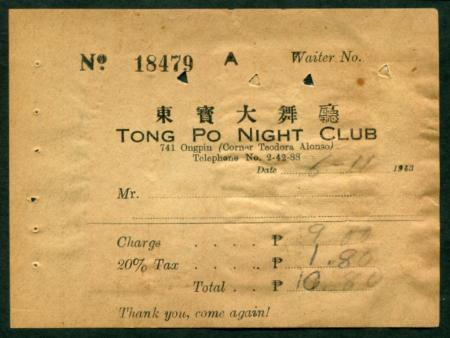 No. 18479 A Waiter No.
東寶大舞廳
TONG PO NIGHT CLUB
741 Ongpin (Corner Teodora Alonso)
Telephone No. 2-42-88
Date 6-11 1943
Mr.
Charge . . . . ₱ 9.00
20% Tax . . . . ₱ 1.80
Total . . ₱ 10.80
Thank you, come again!